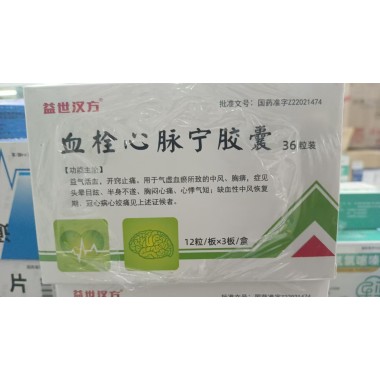 益世汉方
批准文号：国药准字Z22021474
血栓心脉宁胶囊 36粒装
【功能主治】
益气活血，开窍止痛。用于气虚血瘀所致的中风、胸痹，症见
头晕目眩、半身不遂、胸闷心痛、心悸气短；缺血性中风恢复
期、冠心病心绞痛见上述证候者。
12粒/板×3板/盒
片
益世汉方